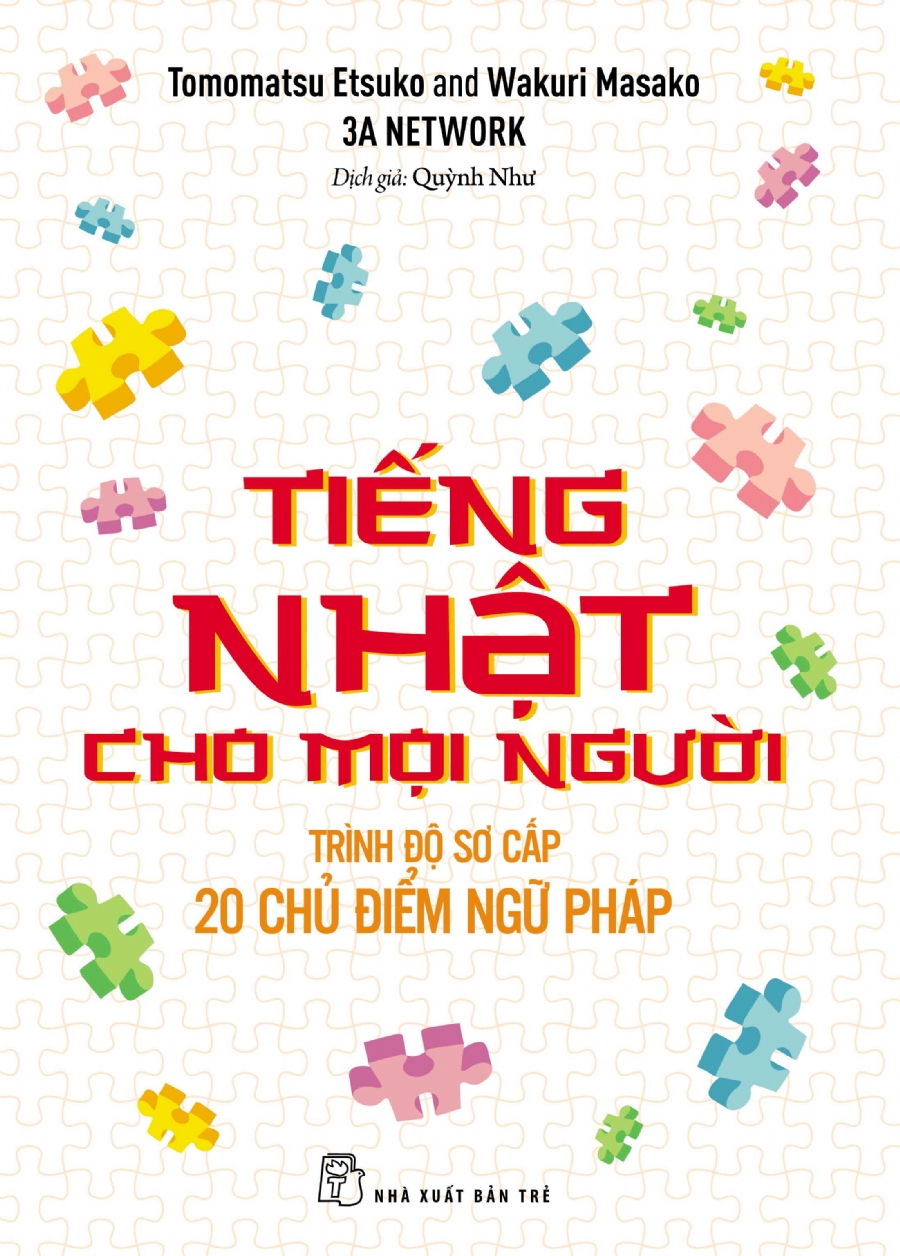 Tomomatsu Etsuko and Wakuri Masako
3A NETWORK
Dịch giả: Quỳnh Như
TIẾNG
NHẬT
CHO MỌI NGƯỜI
TRÌNH ĐỘ SƠ CẤP
20 CHỦ ĐIỂM NGỮ PHÁP
T
NHÀ XUẤT BẢN TRẺ